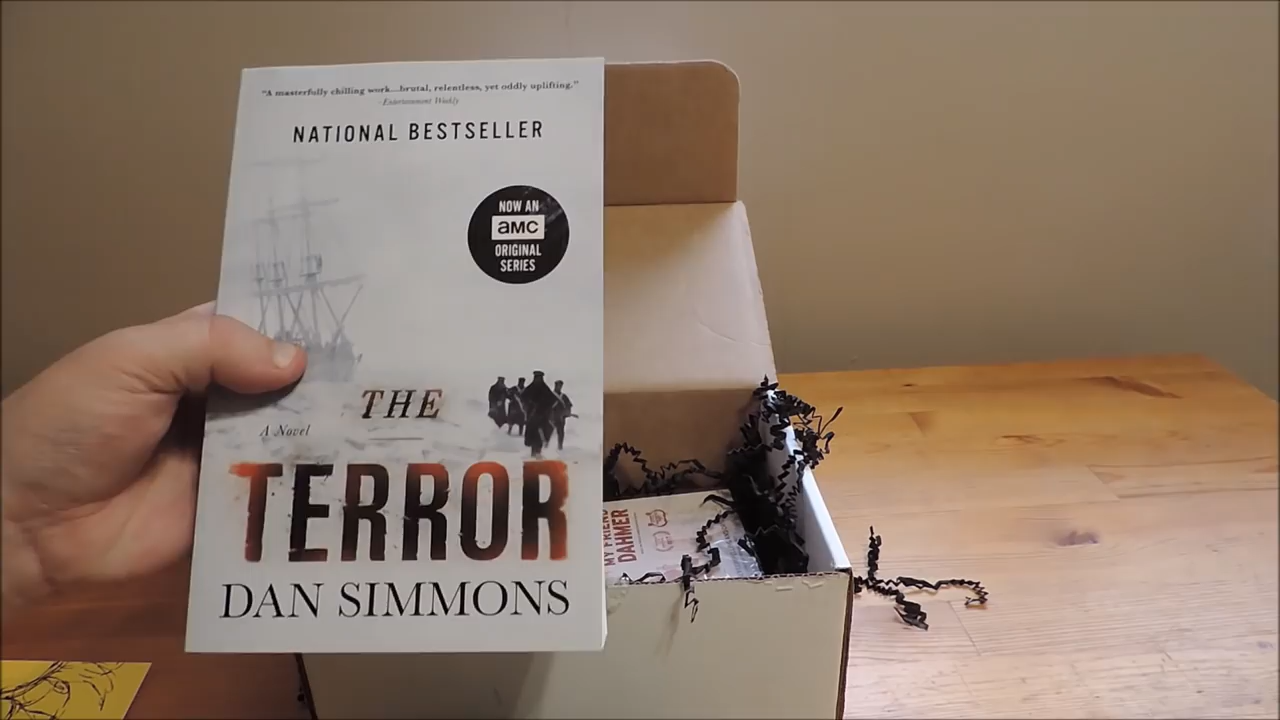 "A masterfully chilling work—brutal, relentless, yet oddly uplifting."
-Entertainment Weekly
NATIONAL BESTSELLER
NOW AN
aMC
ORIGINAL
SERIES
THE
A Novel
TERROR
DAN SIMMONS
MY FRIEND
DAHMER